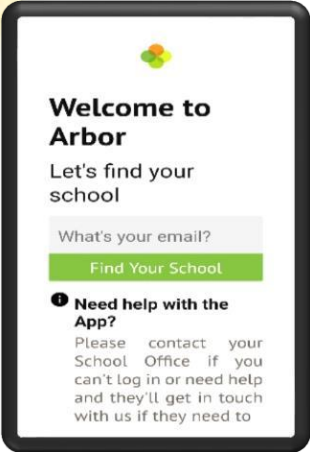 Welcome to
Arbor
Let's find your
school
What's your email?
Find Your School
Need help with the
App?
Please contact your
School Office if you
can't log in or need help
and they'll get in touch
with us if they need to